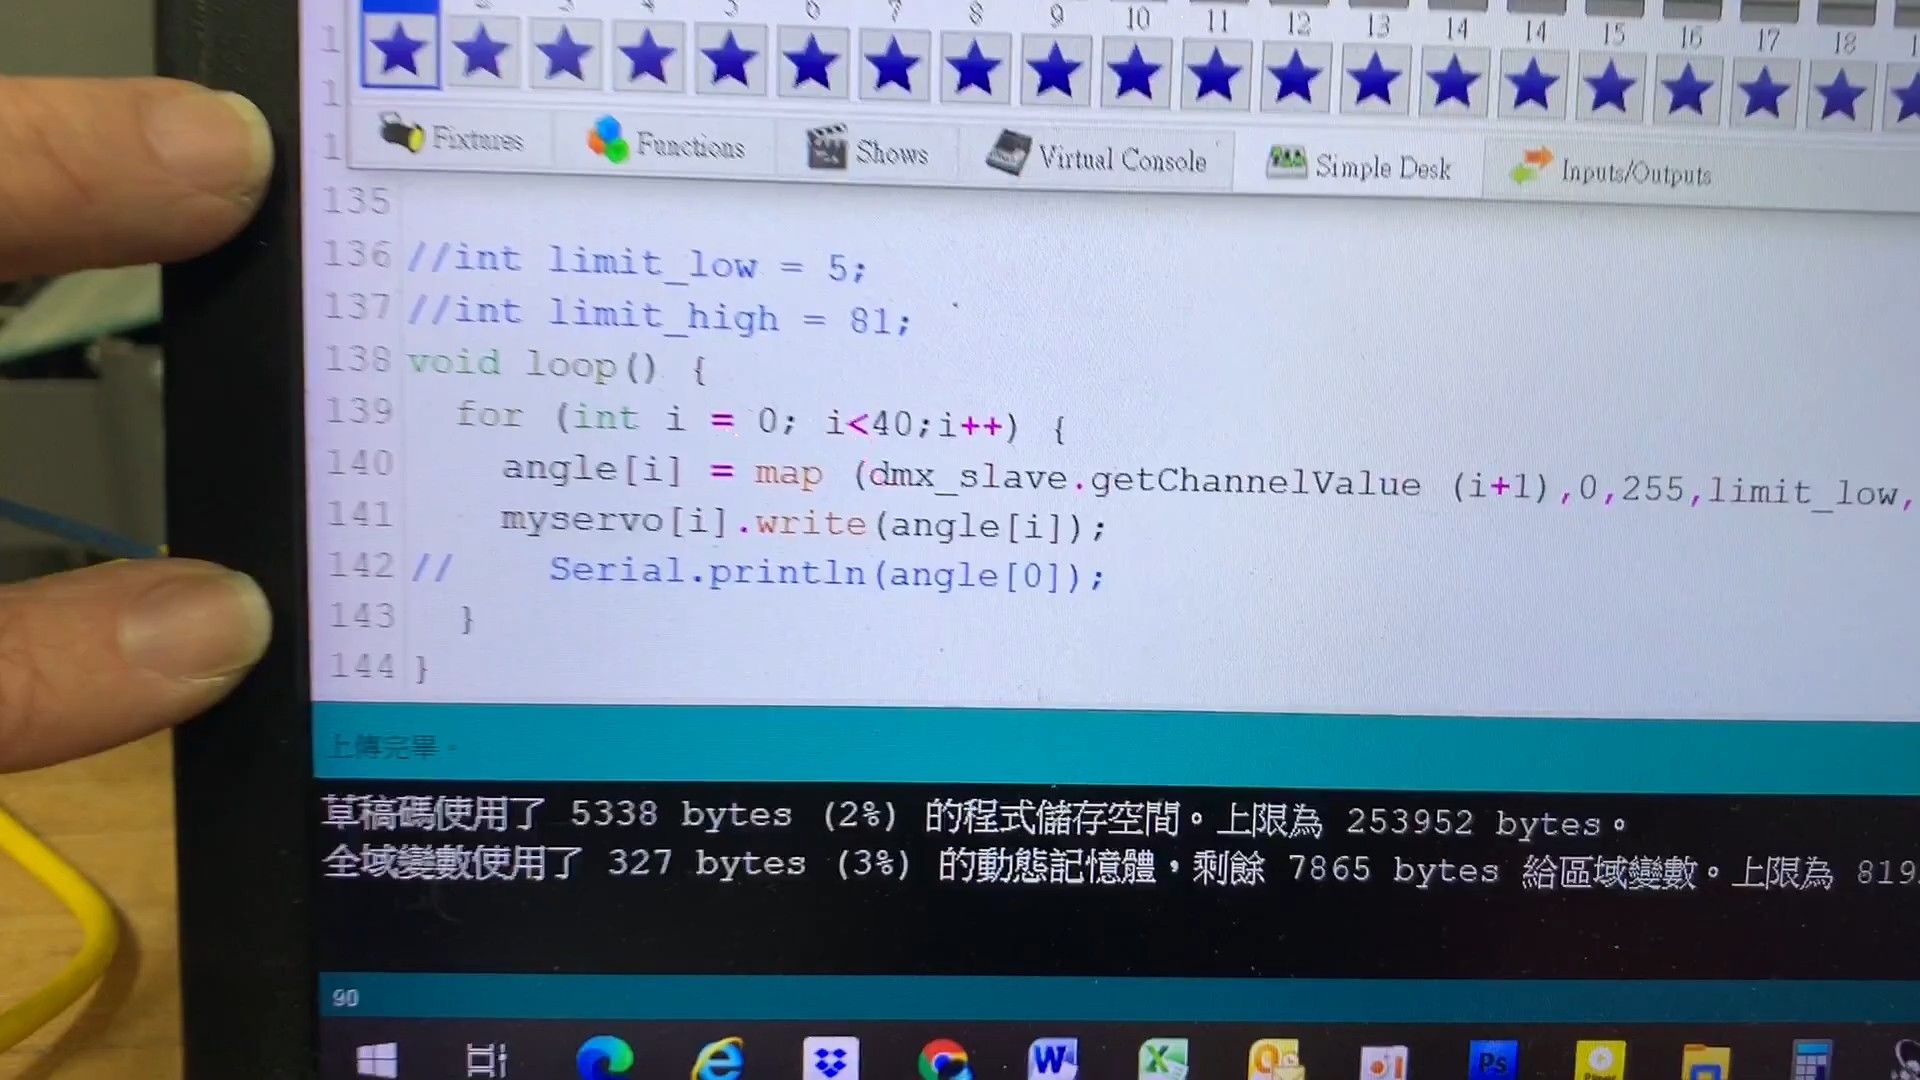 2 3 4 5 6 7 8 9 10 11 12 13 14 14 15 16 17 18
Fixtures Functions Shows Virtual Console Simple Desk Inputs/Outputs
135
136 //int limit_low = 5;
137 //int limit_high = 81;
138 void loop() {
139 for (int i = 0; i<40;i++) {
140 angle[i] = map (dmx_slave.getChannelValue (i+1),0,255,limit_low,
141 myservo[i].write(angle[i]);
142 // Serial.println(angle[0]);
143 }
144 }
上傳完畢。
草稿碼使用了 5338 bytes (2%) 的程式儲存空間。上限為 253952 bytes。
全域變數使用了 327 bytes (3%) 的動態記憶體，剩餘 7865 bytes 給區域變數。上限為 819
90
W X Ps